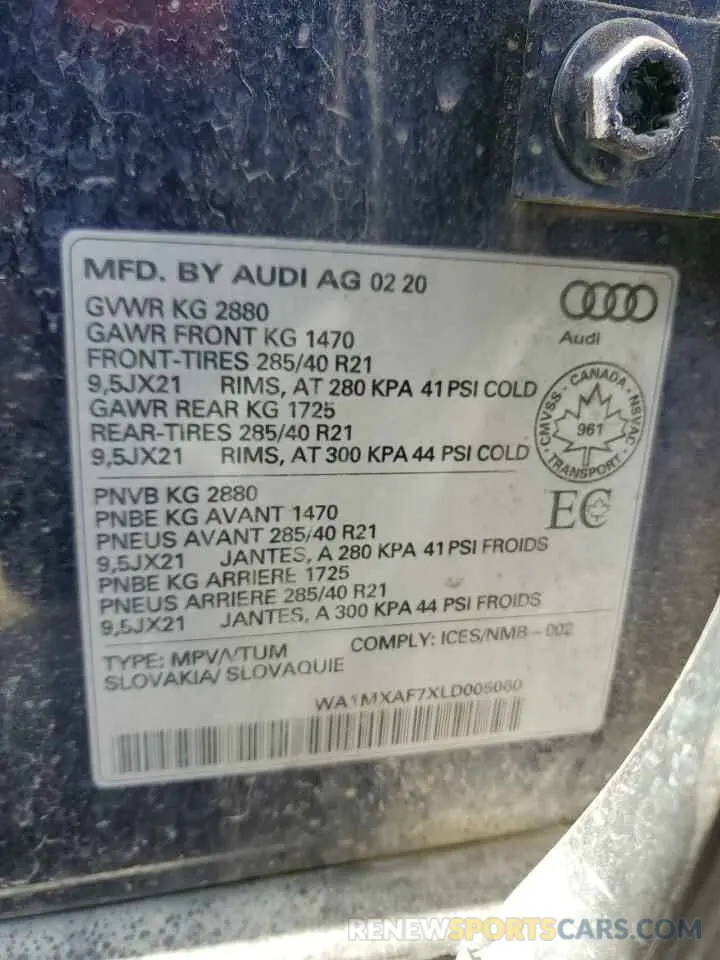 MFD. BY AUDI AG 02 20
GVWR KG 2880
GAWR FRONT KG 1470
FRONT-TIRES 285/40 R21
9,5JX21 RIMS, AT 280 KPA 41 PSI COLD
GAWR REAR KG 1725
REAR-TIRES 285/40 R21
9,5JX21 RIMS, AT 300 KPA 44 PSI COLD
Audi
CMVSS - CANADA - NSVAC
961
TRANSPORT
EC
PNVB KG 2880
PNBE KG AVANT 1470
PNEUS AVANT 285/40 R21
9,5JX21 JANTES, A 280 KPA 41 PSI FROIDS
PNBE KG ARRIERE 1725
PNEUS ARRIERE 285/40 R21
9,5JX21 JANTES, A 300 KPA 44 PSI FROIDS
TYPE: MPV/VTUM COMPLY: ICES/NMB-002
SLOVAKIA/ SLOVAQUIE
WA1MXAF7XLD005060
RENEWSPORTSCARS.COM